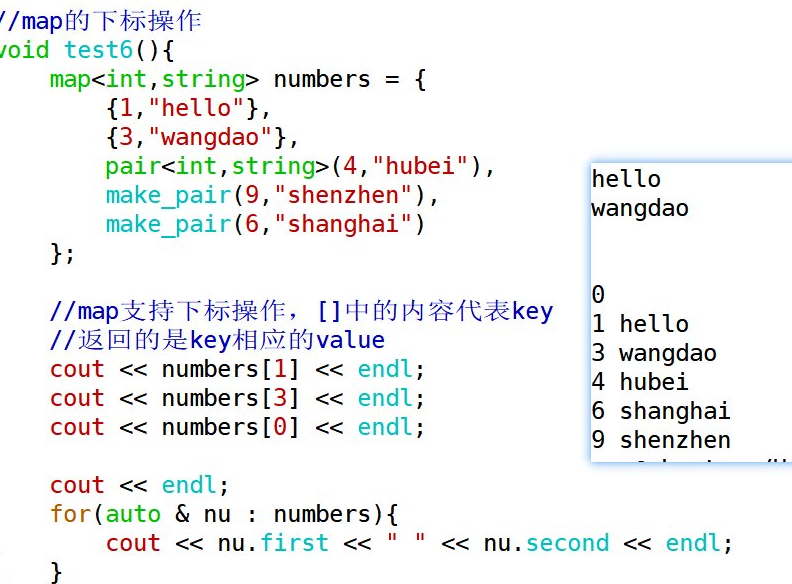 //map的下标操作
void test6(){
    map<int,string> numbers = {
        {1,"hello"},
        {3,"wangdao"},
        pair<int,string>(4,"hubei"),
        make_pair(9,"shenzhen"),
        make_pair(6,"shanghai")
    };

    //map支持下标操作，[]中的内容代表key
    //返回的是key相应的value
    cout << numbers[1] << endl;
    cout << numbers[3] << endl;
    cout << numbers[0] << endl;

    cout << endl;
    for(auto & nu : numbers){
        cout << nu.first << " " << nu.second << endl;
    }
hello
wangdao


0
1 hello
3 wangdao
4 hubei
6 shanghai
9 shenzhen